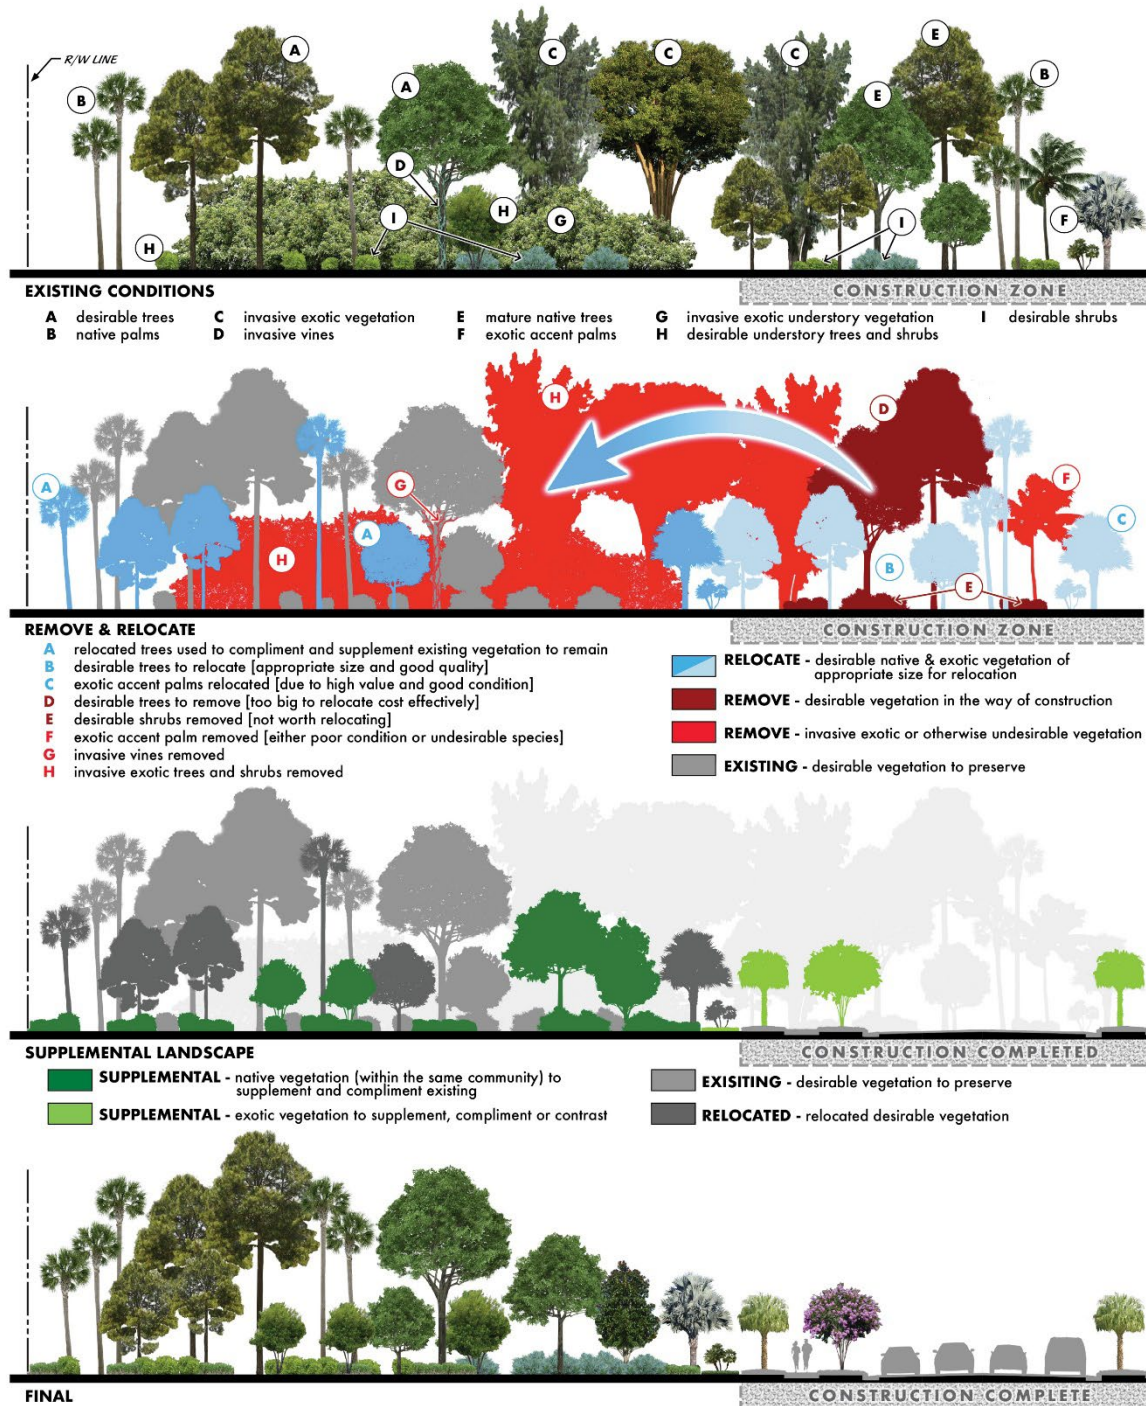 R/W LINE
A
C
C
C
E
B
A
E
B
D
H
H
G
I
I
F
CONSTRUCTION ZONE
EXISTING CONDITIONS
A desirable trees
B native palms
C invasive exotic vegetation
D invasive vines
E mature native trees
F exotic accent palms
G invasive exotic understory vegetation
H desirable understory trees and shrubs
I desirable shrubs
H
D
A
G
F
C
A
H
B
E
CONSTRUCTION ZONE
REMOVE & RELOCATE
A relocated trees used to compliment and supplement existing vegetation to remain
B desirable trees to relocate [appropriate size and good quality]
C exotic accent palms relocated [due to high value and good condition]
D desirable trees to remove [too big to relocate cost effectively]
E desirable shrubs removed [not worth relocating]
F exotic accent palm removed [either poor condition or undesirable species]
G invasive vines removed
H invasive exotic trees and shrubs removed
RELOCATE - desirable native & exotic vegetation of
appropriate size for relocation
REMOVE - desirable vegetation in the way of construction
REMOVE - invasive exotic or otherwise undesirable vegetation
EXISTING - desirable vegetation to preserve
CONSTRUCTION COMPLETED
SUPPLEMENTAL LANDSCAPE
SUPPLEMENTAL - native vegetation (within the same community) to
supplement and compliment existing
SUPPLEMENTAL - exotic vegetation to supplement, compliment or contrast
EXISITING - desirable vegetation to preserve
RELOCATED - relocated desirable vegetation
CONSTRUCTION COMPLETE
FINAL